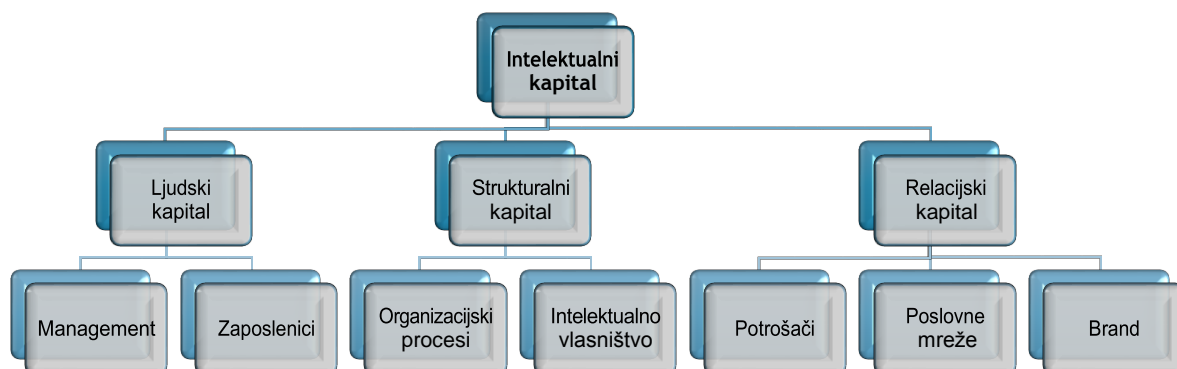 Intelektualni
kapital
Ljudski
kapital
Strukturalni
kapital
Relacijski
kapital
Management
Zaposlenici
Organizacijski
procesi
Intelektualno
vlasništvo
Potrošači
Poslovne
mreže
Brand